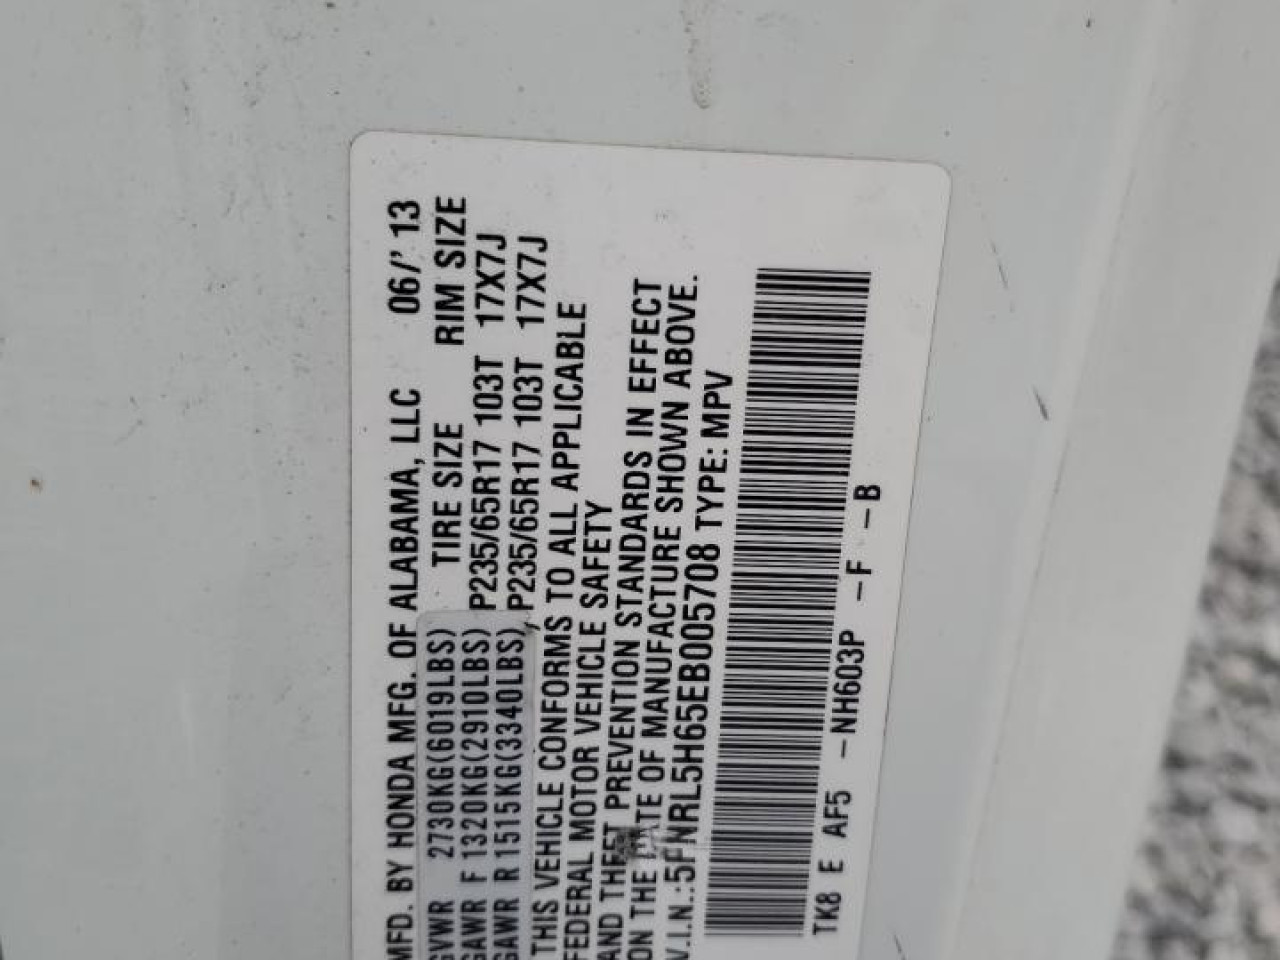 MFD. BY HONDA MFG. OF ALABAMA, LLC 06/'13
GVWR 2730KG(6019LBS) TIRE SIZE RIM SIZE
GAWR F 1320KG(2910LBS) P235/65R17 103T 17X7J
GAWR R 1515KG(3340LBS) P235/65R17 103T 17X7J
THIS VEHICLE CONFORMS TO ALL APPLICABLE
FEDERAL MOTOR VEHICLE SAFETY
AND THEFT PREVENTION STANDARDS IN EFFECT
ON THE DATE OF MANUFACTURE SHOWN ABOVE.
V.I.N.:5FNRL5H65EB005708 TYPE: MPV
TK8 E AF5 -NH603P -F -B